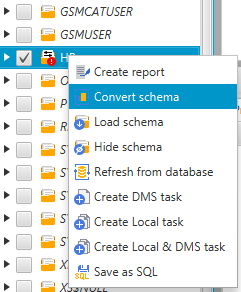 GSMCATUSER
GSMUSER
HR
Create report
Convert schema
Load schema
Hide schema
Refresh from database
Create DMS task
Create Local task
Create Local & DMS task
Save as SQL